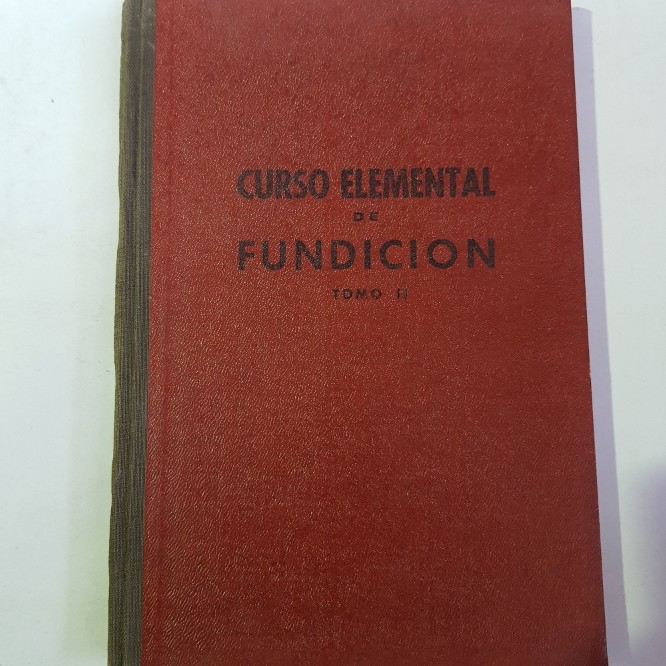 CURSO ELEMENTAL
DE
FUNDICION
TOMO II